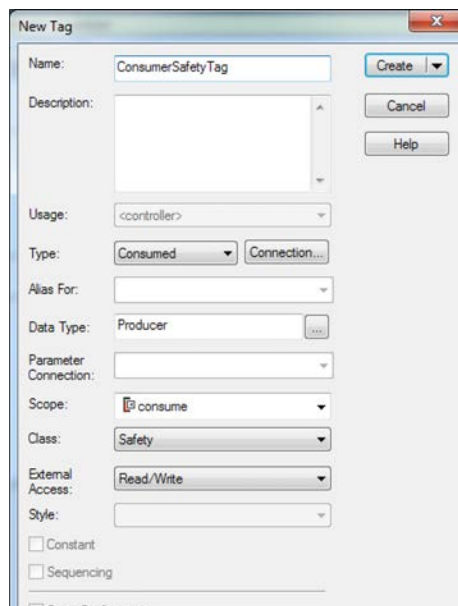 New Tag
Name: ConsumerSafetyTag
Create
Description:
Cancel
Help
Usage: <controller>
Type: Consumed Connection...
Alias For:
Data Type: Producer ...
Parameter
Connection:
Scope: consume
Class: Safety
External
Access: Read/Write
Style:
Constant
Sequencing